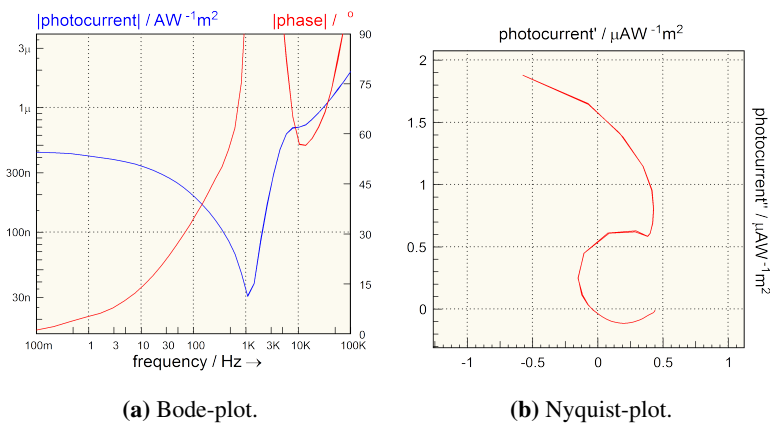 |photocurrent| / AW⁻¹m2
|phase| / °
3µ
1µ
300n
100n
30n
90
75
60
45
30
15
0
100m
1
3
10
30
100
1K
3K
10K
100K
frequency / Hz →
(a) Bode-plot.
photocurrent' / µAW⁻¹m2
2
1.5
1
0.5
0
-1
-0.5
0
0.5
1
photocurrent'' / µAW⁻¹m2
(b) Nyquist-plot.